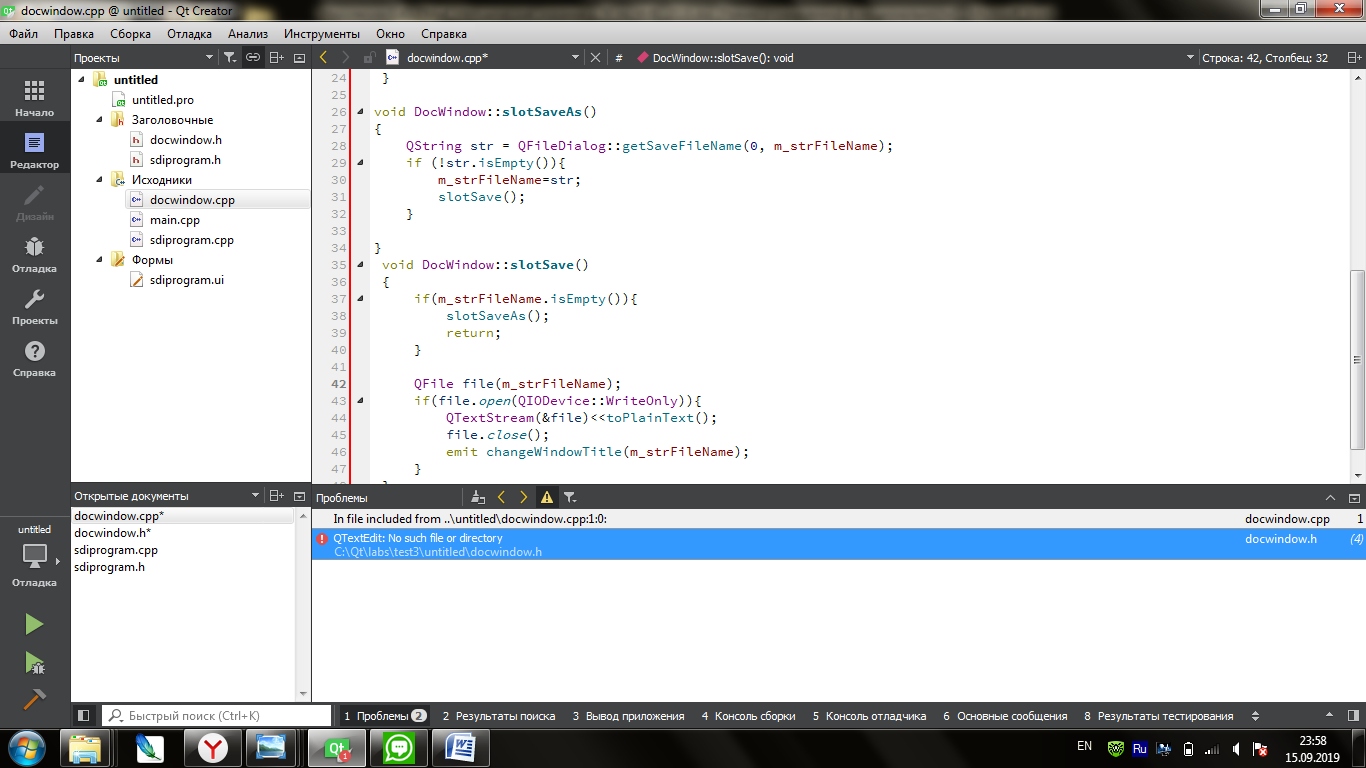 docwindow.cpp @ untitled - Qt Creator
Файл Правка Сборка Отладка Анализ Инструменты Окно Справка
Проекты
docwindow.cpp*
#
DocWindow::slotSave(): void
Строка: 42, Столбец: 32
Начало
Редактор
Дизайн
Отладка
Проекты
Справка
untitled
Отладка
untitled
untitled.pro
Заголовочные
docwindow.h
sdiprogram.h
Исходники
docwindow.cpp
main.cpp
sdiprogram.cpp
Формы
sdiprogram.ui
Открытые документы
docwindow.cpp*
docwindow.h*
sdiprogram.cpp
sdiprogram.h
24 }
25
26 void DocWindow::slotSaveAs()
27 {
28 QString str = QFileDialog::getSaveFileName(0, m_strFileName);
29 if (!str.isEmpty()){
30 m_strFileName=str;
31 slotSave();
32 }
33
34 }
35 void DocWindow::slotSave()
36 {
37 if(m_strFileName.isEmpty()){
38 slotSaveAs();
39 return;
40 }
41
42 QFile file(m_strFileName);
43 if(file.open(QIODevice::WriteOnly)){
44 QTextStream(&file)<<toPlainText();
45 file.close();
46 emit changeWindowTitle(m_strFileName);
47 }
Проблемы
In file included from ..\untitled\docwindow.cpp:1:0: docwindow.cpp 1
QTextEdit: No such file or directory docwindow.h (4)
C:\Qt\labs\test3\untitled\docwindow.h
Быстрый поиск (Ctrl+K)
1 Проблемы 2
2 Результаты поиска
3 Вывод приложения
4 Консоль сборки
5 Консоль отладчика
6 Основные сообщения
8 Результаты тестирования
EN
Ru
23:58
15.09.2019